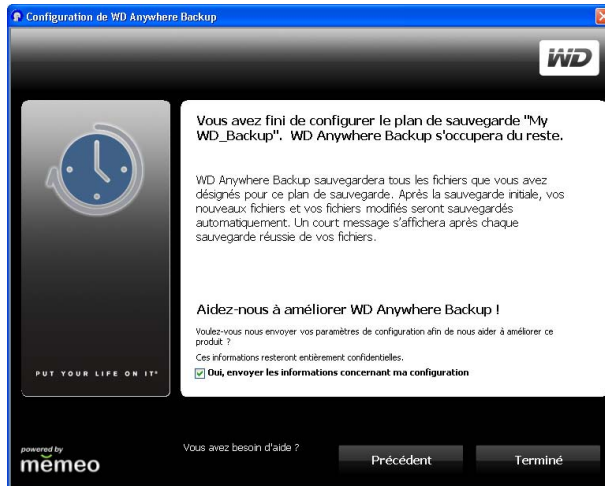 Configuration de WD Anywhere Backup
WD
Vous avez fini de configurer le plan de sauvegarde "My
WD_Backup". WD Anywhere Backup s'occupera du reste.
WD Anywhere Backup sauvegardera tous les fichiers que vous avez
désignés pour ce plan de sauvegarde. Après la sauvegarde initiale, vos
nouveaux fichiers et vos fichiers modifiés seront sauvegardés
automatiquement. Un court message s'affichera après chaque
sauvegarde réussie de vos fichiers.
Aidez-nous à améliorer WD Anywhere Backup !
Voulez-vous nous envoyer vos paramètres de configuration afin de nous aider à améliorer ce
produit ?
Ces informations resteront entièrement confidentielles.
Oui, envoyer les informations concernant ma configuration
PUT YOUR LIFE ON IT®
powered by
měmeo
Vous avez besoin d'aide ?
Précédent
Terminé